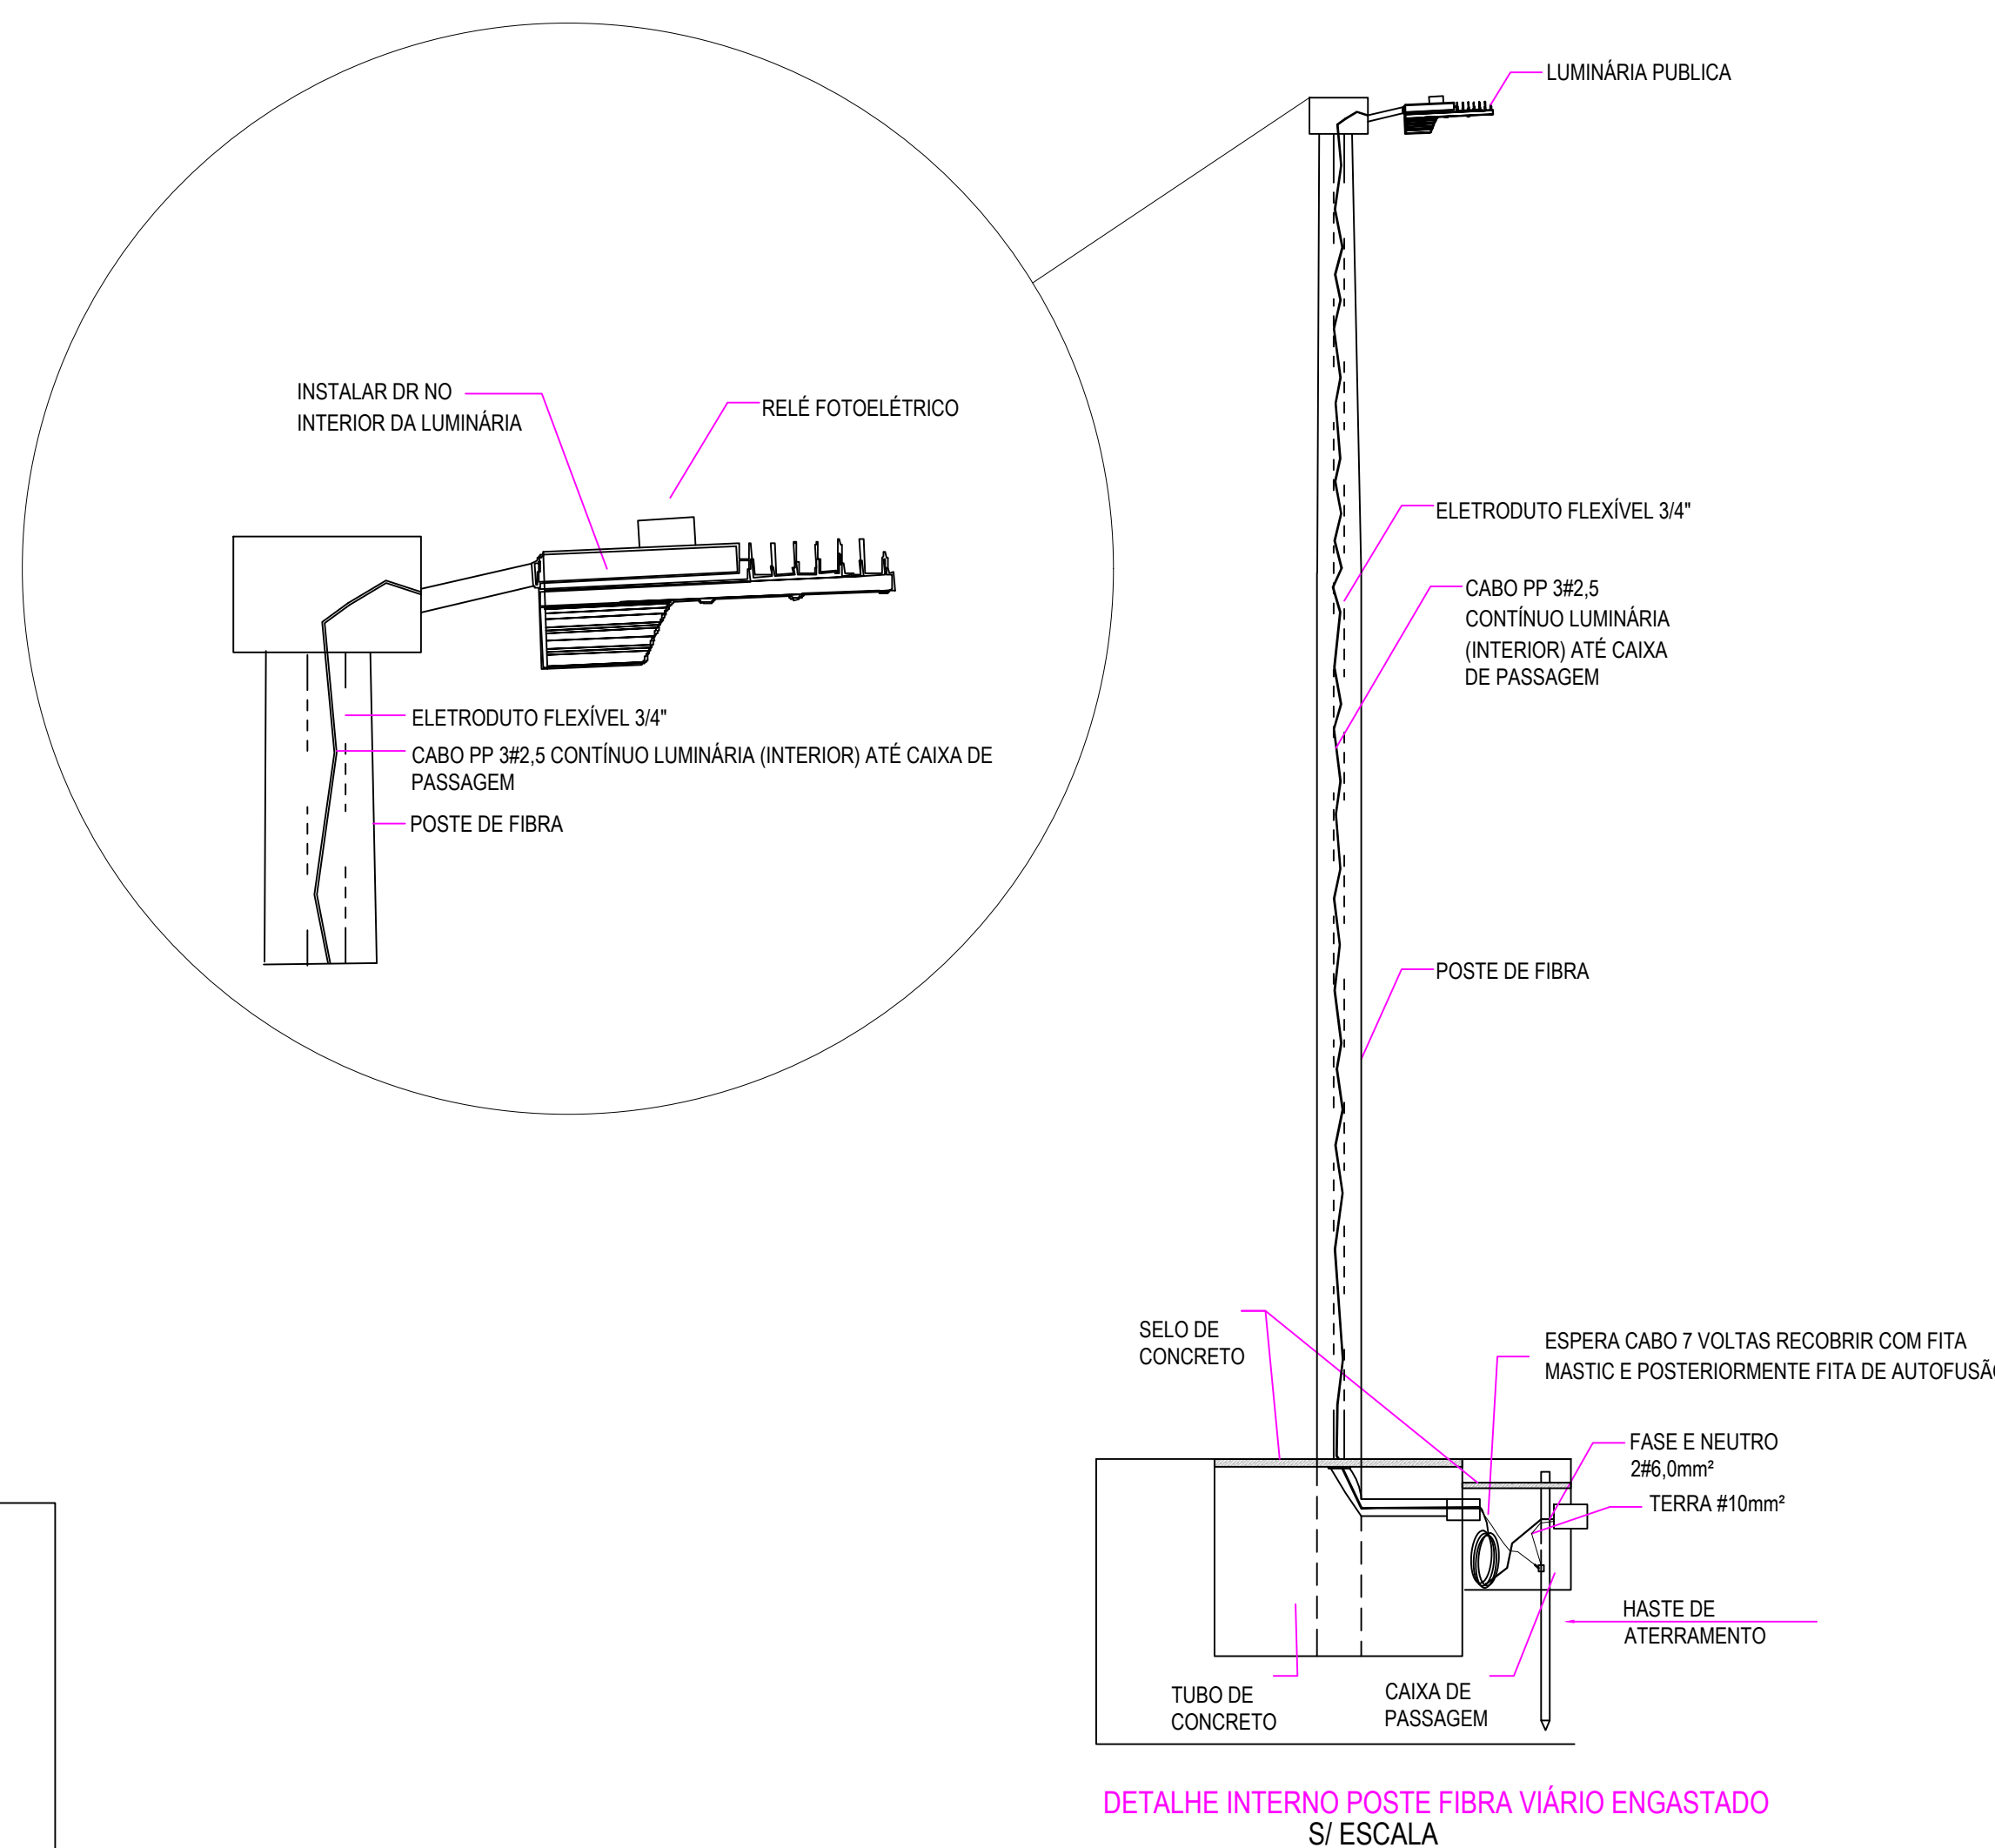 LUMINÁRIA PUBLICA
INSTALAR DR NO
INTERIOR DA LUMINÁRIA
RELÉ FOTOELÉTRICO
ELETRODUTO FLEXÍVEL 3/4"
CABO PP 3#2,5 CONTÍNUO LUMINÁRIA (INTERIOR) ATÉ CAIXA DE
PASSAGEM
POSTE DE FIBRA
ELETRODUTO FLEXÍVEL 3/4"
CABO PP 3#2,5
CONTÍNUO LUMINÁRIA
(INTERIOR) ATÉ CAIXA
DE PASSAGEM
POSTE DE FIBRA
SELO DE
CONCRETO
ESPERA CABO 7 VOLTAS RECOBRIR COM FITA
MASTIC E POSTERIORMENTE FITA DE AUTOFUSÃO
FASE E NEUTRO
2#6,0mm²
TERRA #10mm²
HASTE DE
ATERRAMENTO
TUBO DE
CONCRETO
CAIXA DE
PASSAGEM
DETALHE INTERNO POSTE FIBRA VIÁRIO ENGASTADO
S/ ESCALA